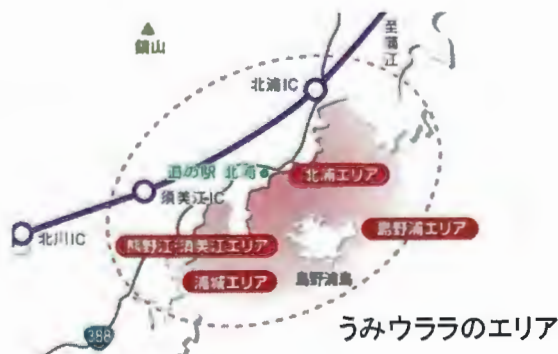 鏡山
至蒲江
北浦IC
道の駅 北浦
北浦エリア
須美江IC
北川IC
島野浦エリア
熊野江・須美江エリア
浦城エリア
島野浦島
388
うみウララのエリア